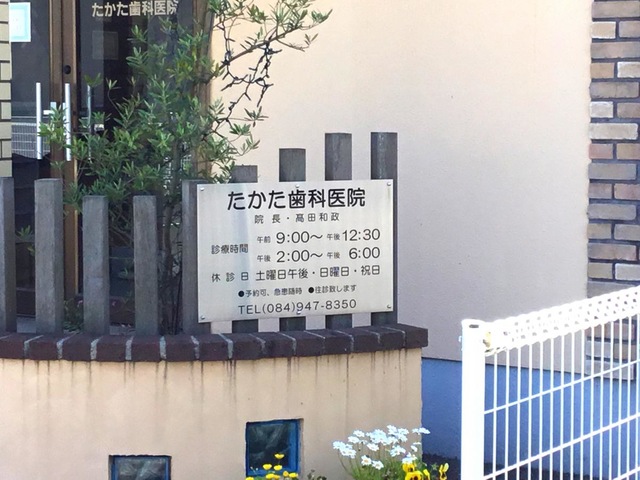 たかた歯科医院
たかた歯科医院
院長・髙田和政
診療時間 午前 9:00〜午後 12:30
午後 2:00〜午後 6:00
休診日 土曜日午後・日曜日・祝日
●予約可、急患随時 ●往診致します
TEL(084)947-8350